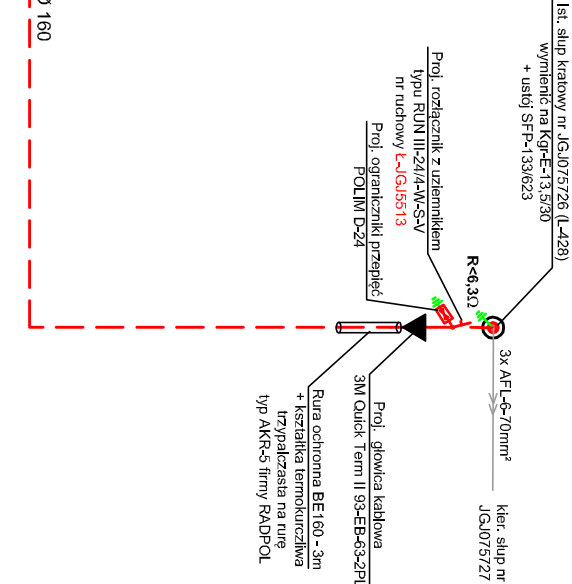 Ist. słup kratowy nr JGJ075726 (L-428)
wymienić na Kgr-E-13,5/30
+ ustój SFP-133/623
Proj. rozłącznik z uziemnikiem
typu RUN III-24/4-W-S-V
nr ruchowy Ł-JGJ5513
Proj. ograniczniki przepięć
POLIM D-24
R<6,3Ω
3x AFL-6-70mm²
kier. słup nr
JGJ075727
Proj. głowica kablowa
3M Quick Term II 93-EB-63-2PL
Rura ochronna BE160 - 3m
+ kształtka termokurczliwa
trzypalczasta na rurę
typ AKR-5 firmy RADPOL
Ø 160